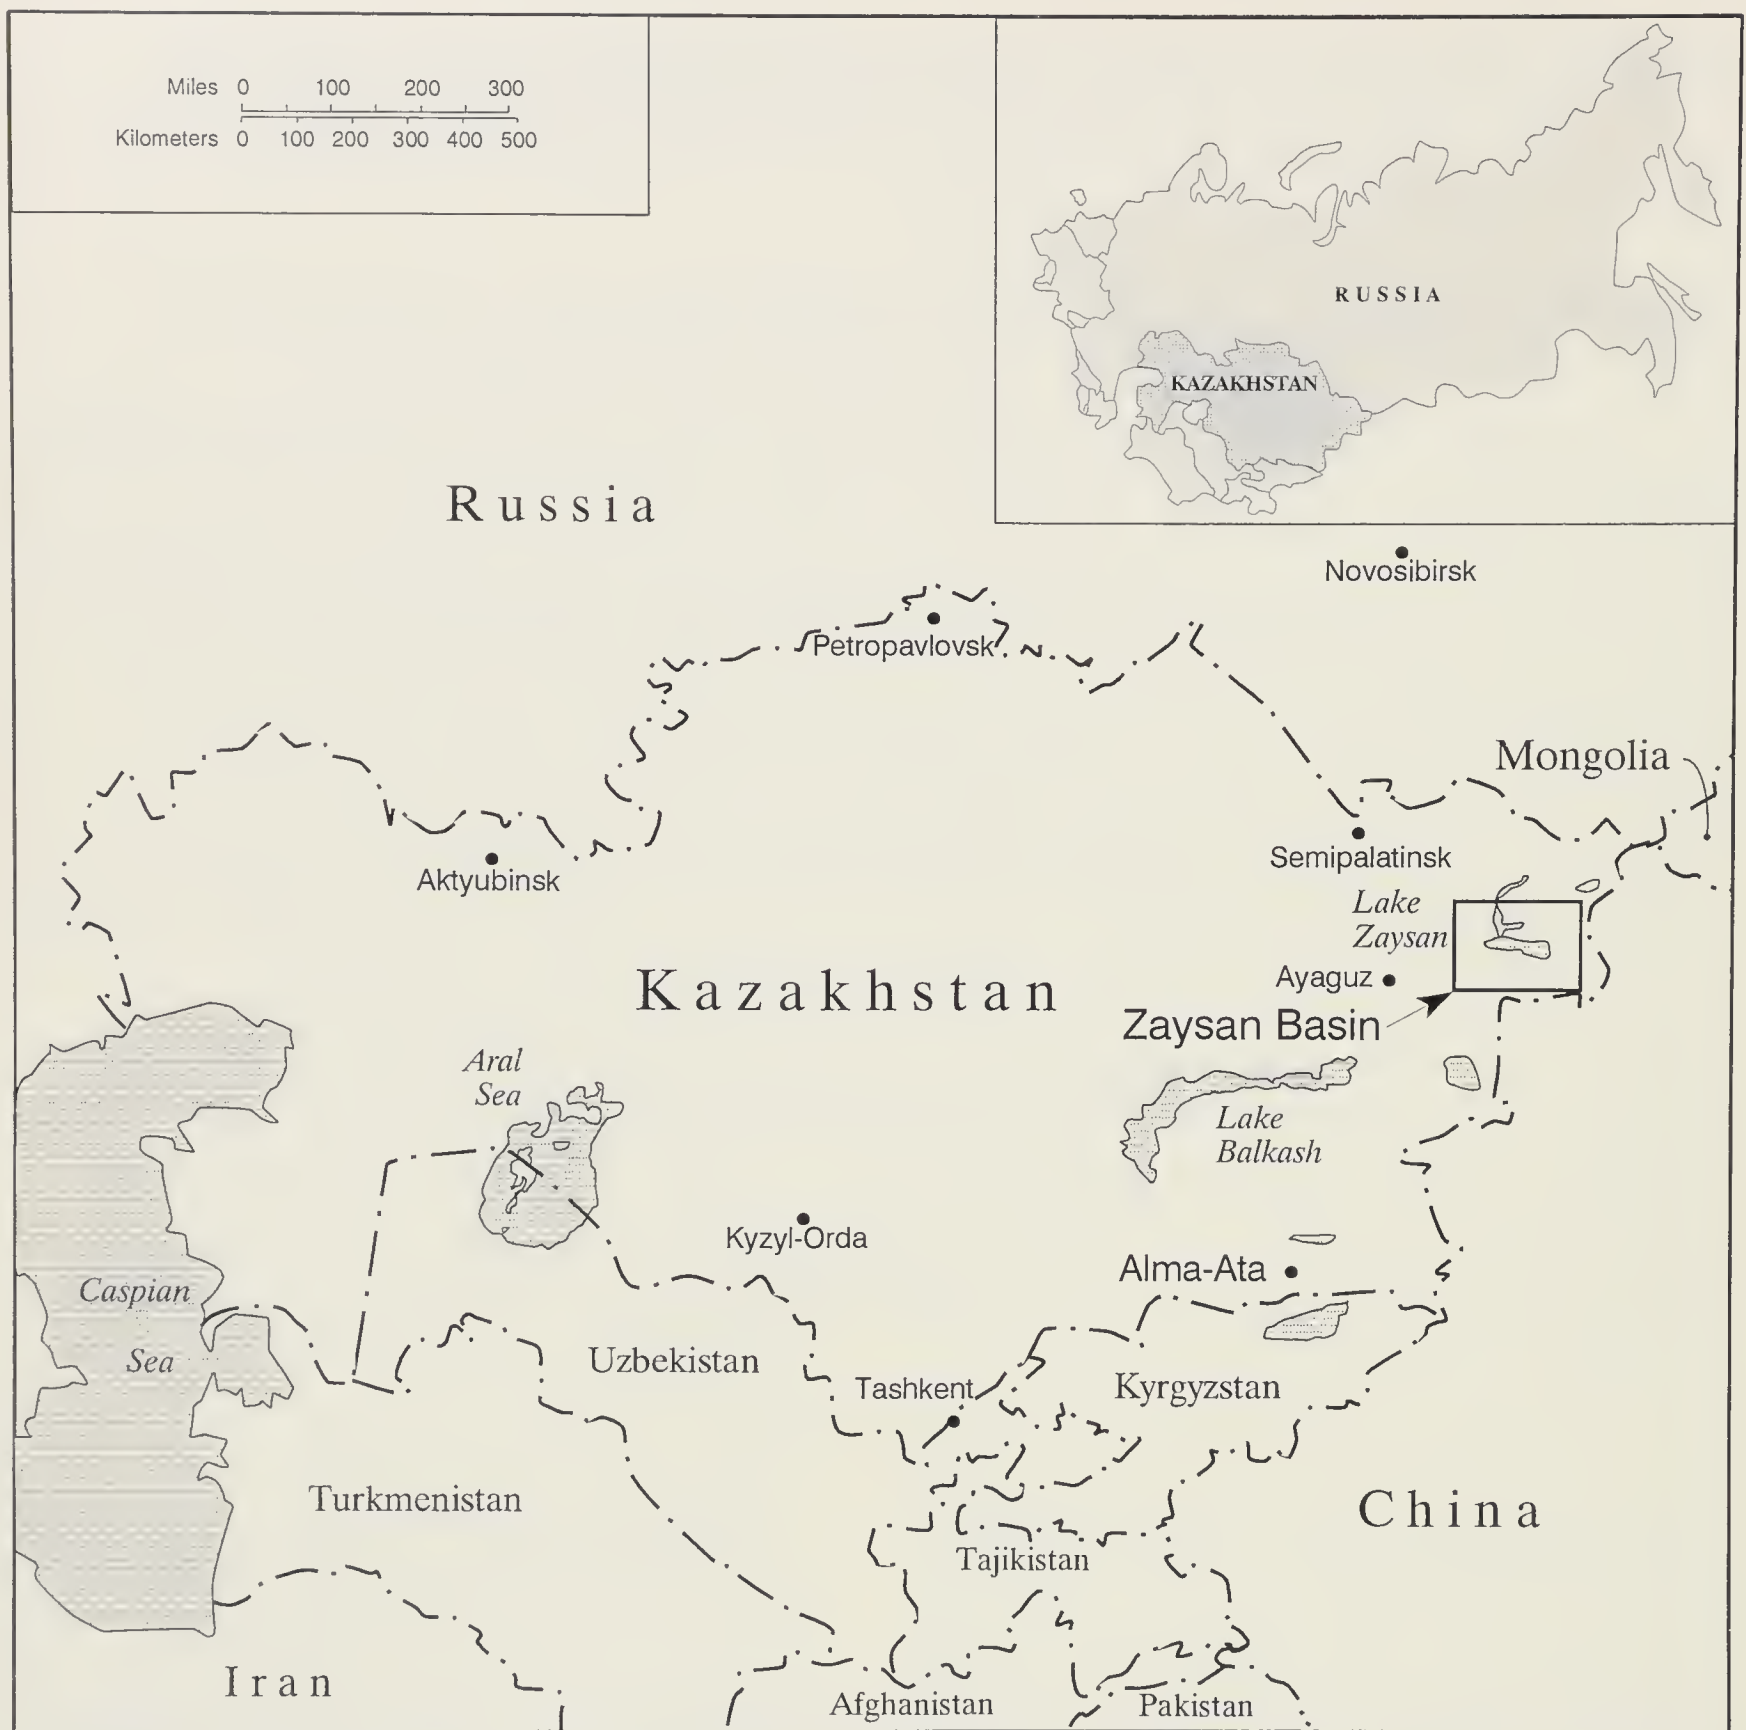 Miles 0 100 200 300
Kilometers 0 100 200 300 400 500
RUSSIA
KAZAKHSTAN
Russia
Novosibirsk
Petropavlovsk
Mongolia
Aktyubinsk
Semipalatinsk
Lake
Zaysan
Kazakhstan
Ayaguz
Zaysan Basin
Aral
Sea
Lake
Balkash
Kyzyl-Orda
Alma-Ata
Caspian
Sea
Uzbekistan
Tashkent
Kyrgyzstan
Turkmenistan
China
Tajikistan
Iran
Afghanistan
Pakistan